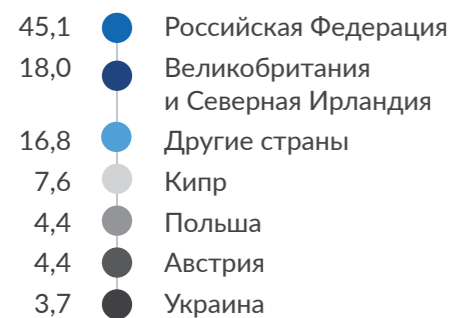 45,1 Российская Федерация
18,0 Великобритания
и Северная Ирландия
16,8 Другие страны
7,6 Кипр
4,4 Польша
4,4 Австрия
3,7 Украина